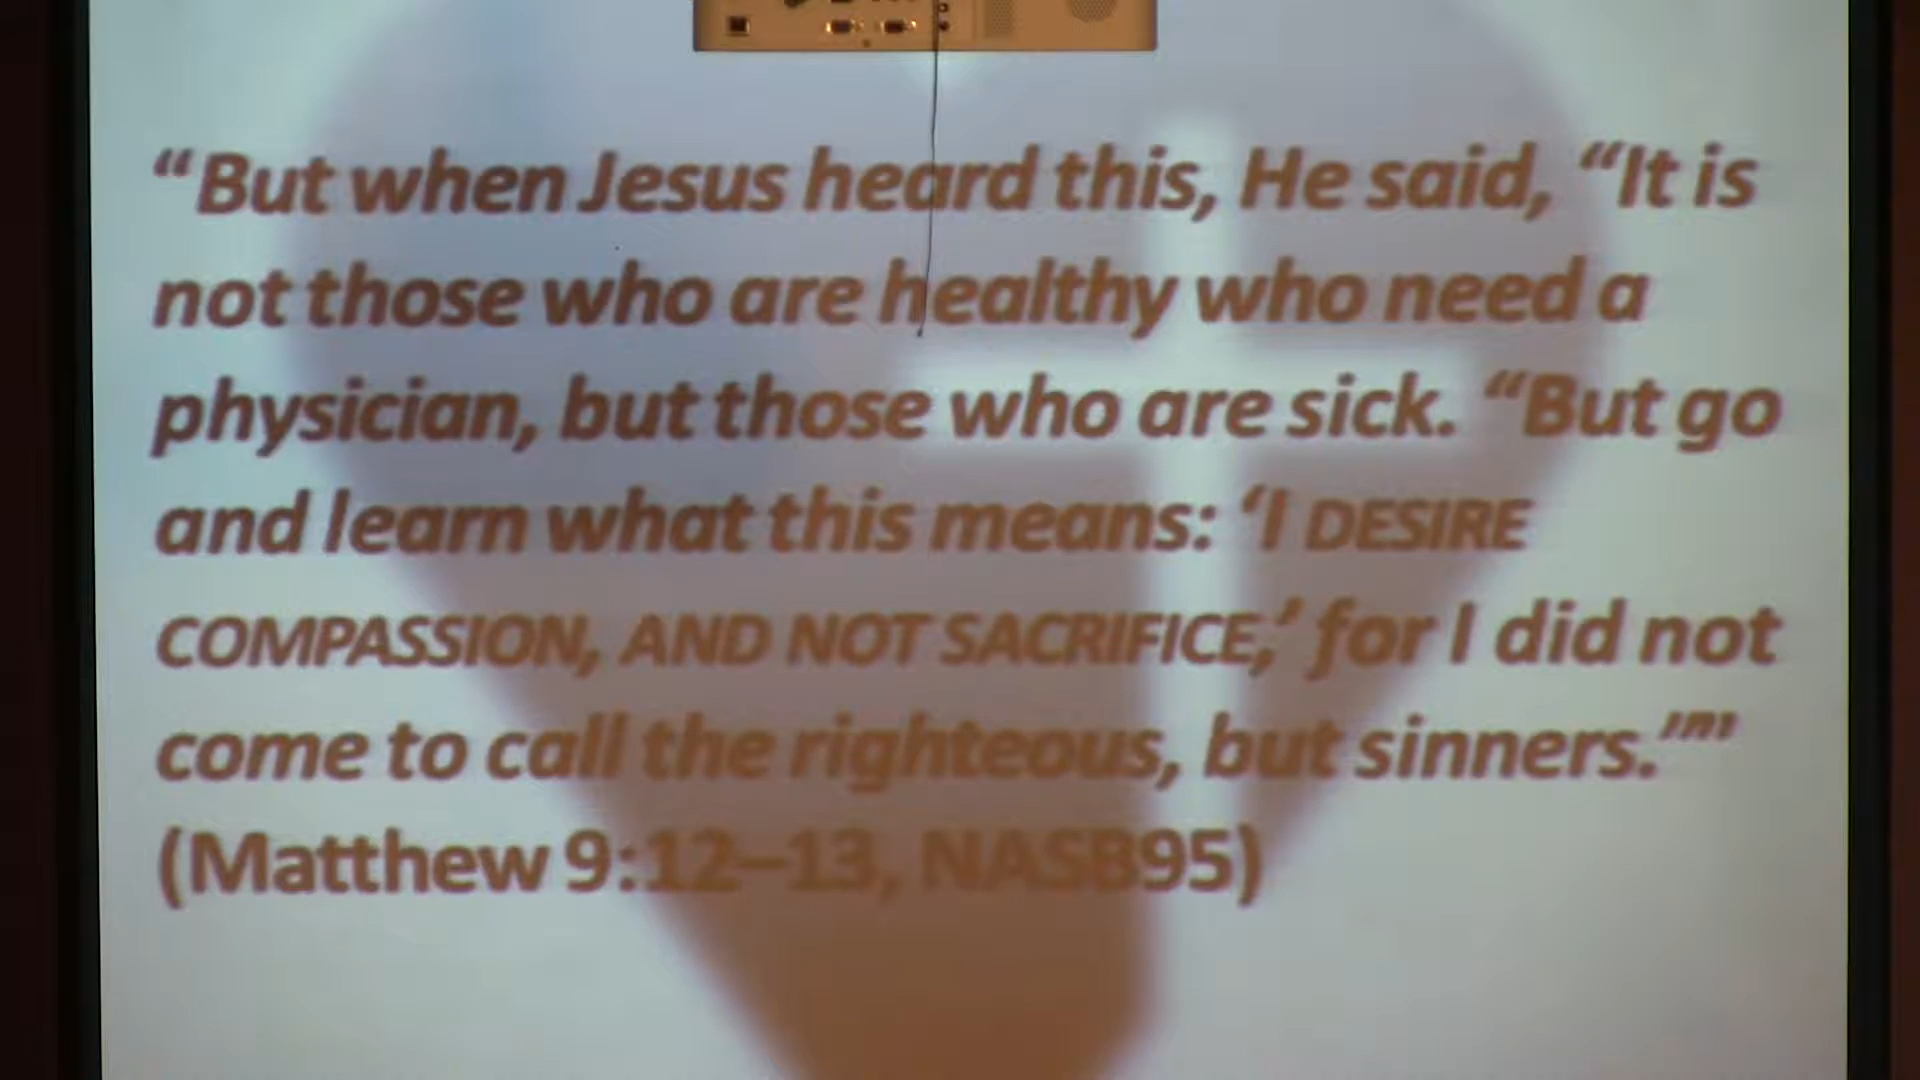 “But when Jesus heard this, He said, “It is
not those who are healthy who need a
physician, but those who are sick. “But go
and learn what this means: ‘I DESIRE
COMPASSION, AND NOT SACRIFICE,’ for I did not
come to call the righteous, but sinners.’”’
(Matthew 9:12–13, NASB95)